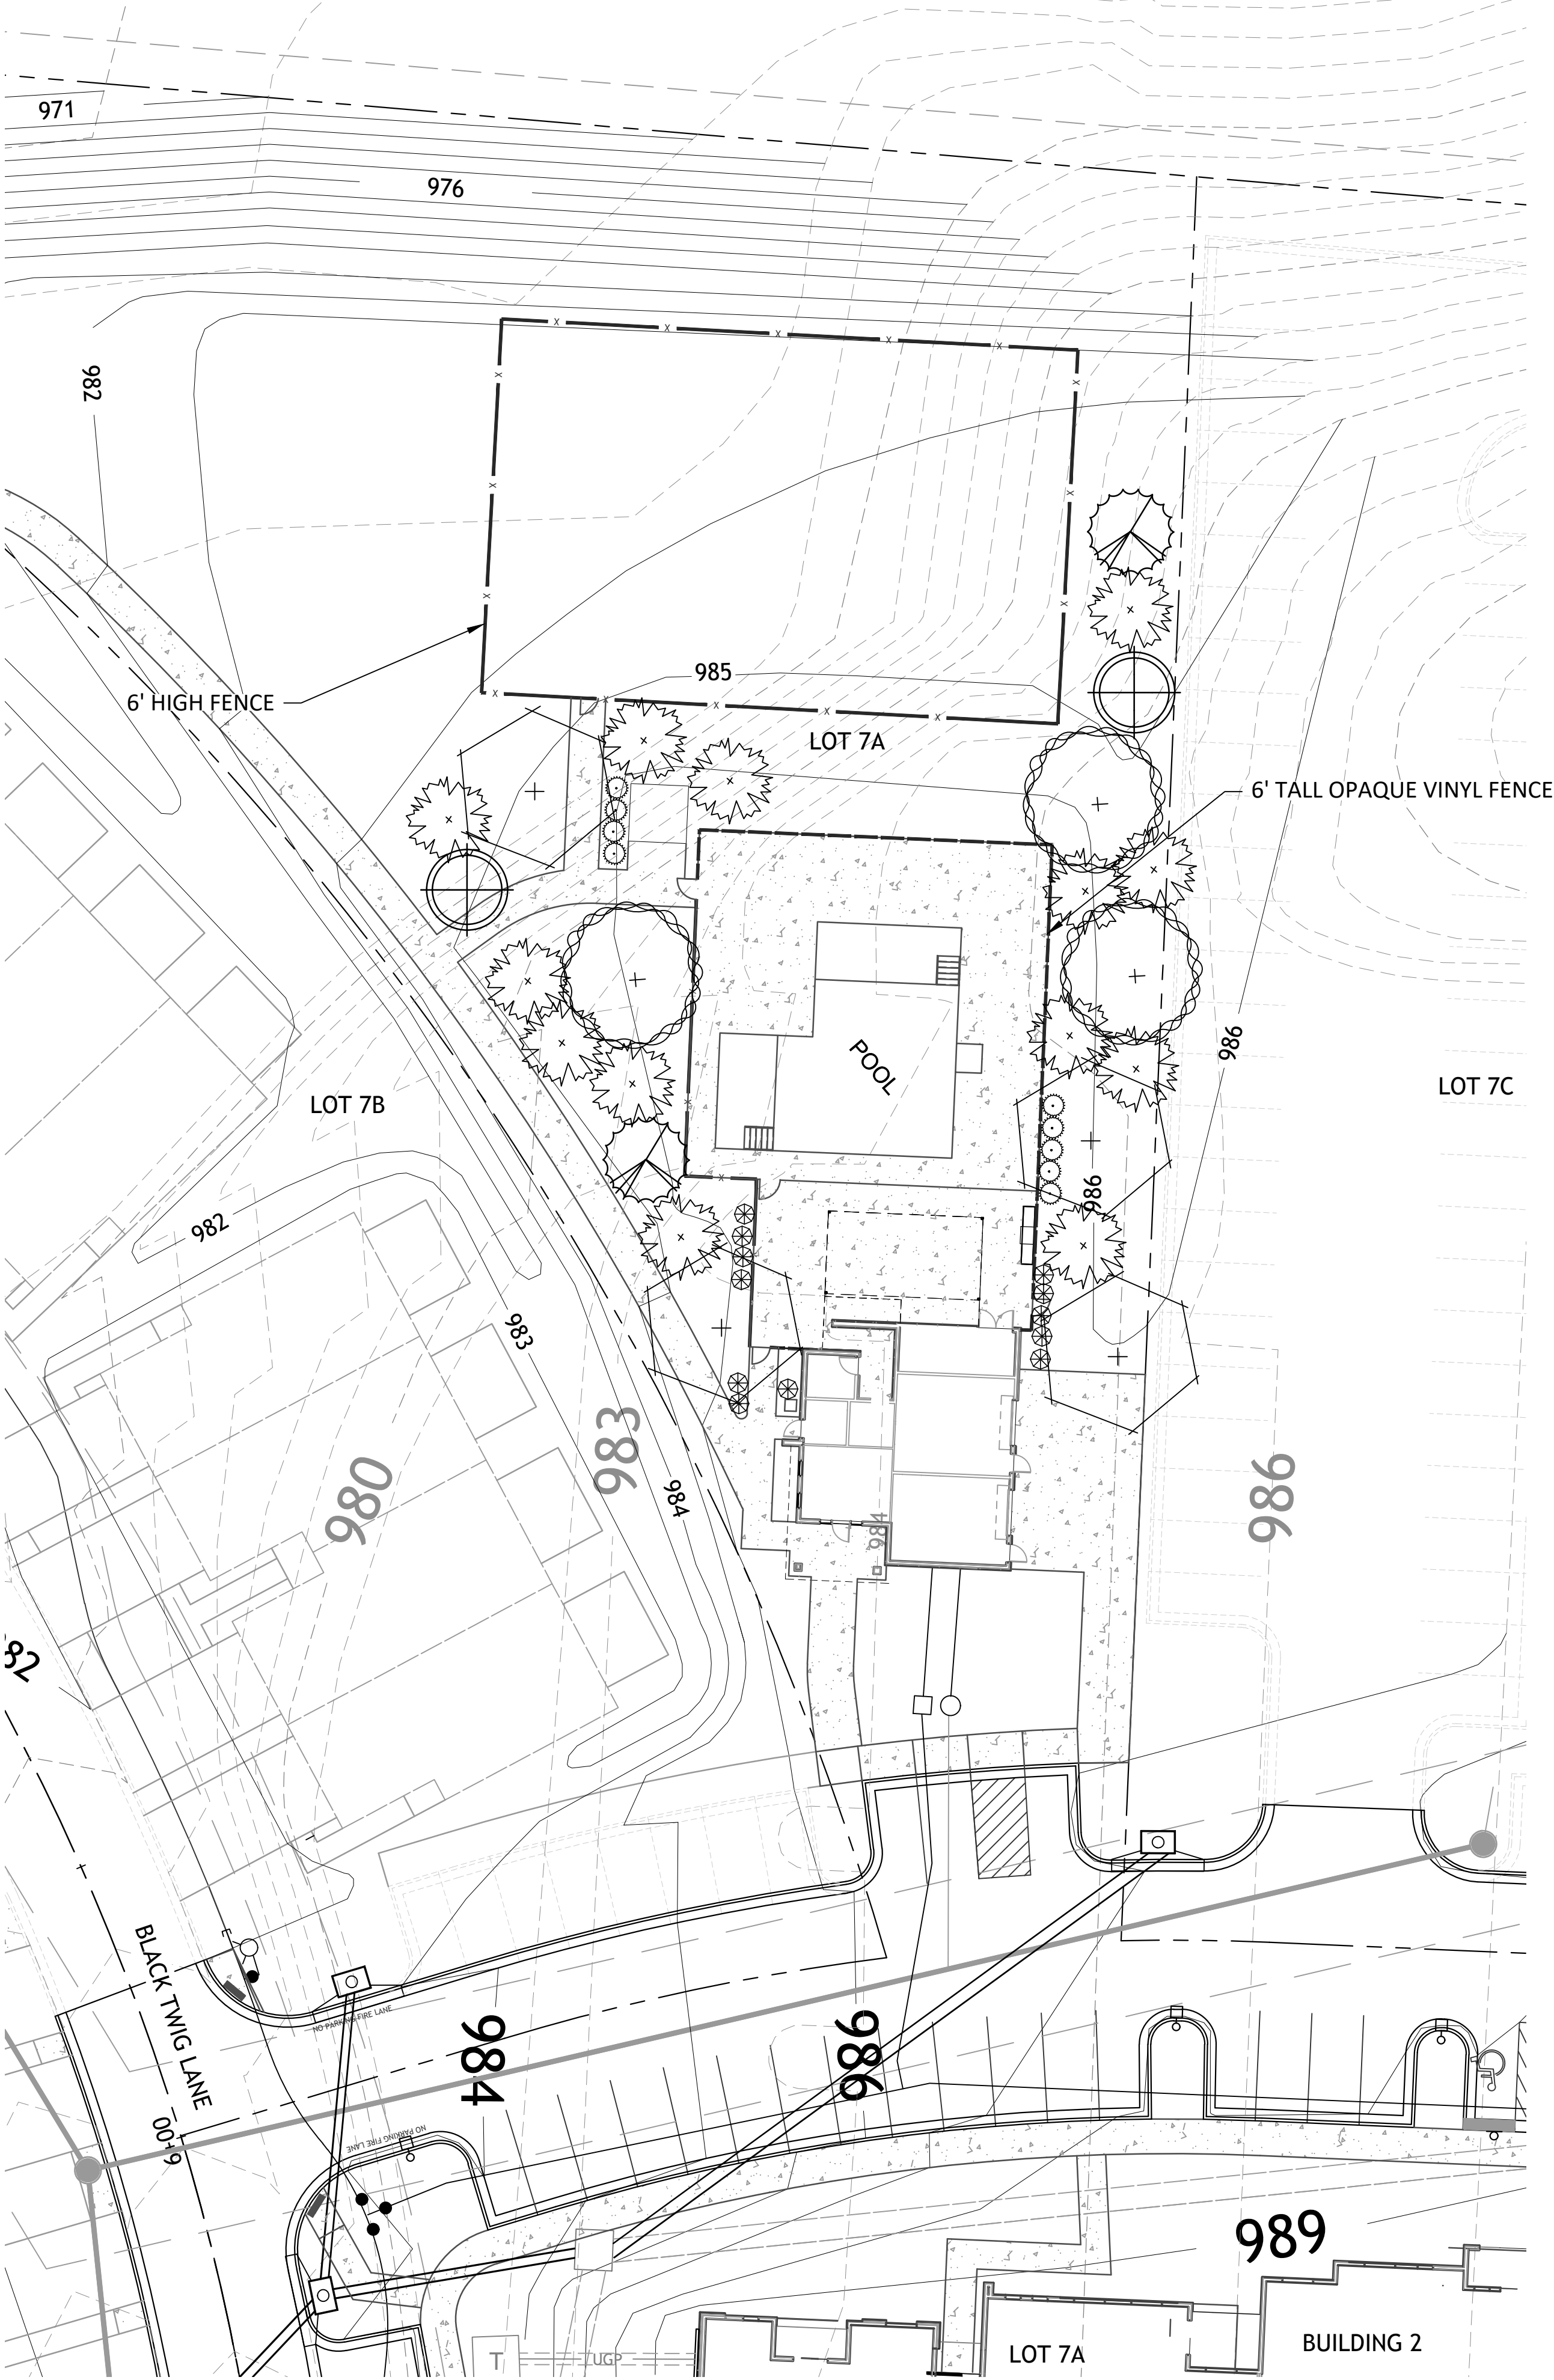 971
976
982
6' HIGH FENCE
985
LOT 7A
6' TALL OPAQUE VINYL FENCE
POOL
986
LOT 7C
LOT 7B
986
982
983
983
980
984
984
986
82
BLACK TWIG LANE
NO PARKING FIRE LANE
984
986
6+00
NO PARKING FIRE LANE
989
LOT 7A
BUILDING 2
T
UGP